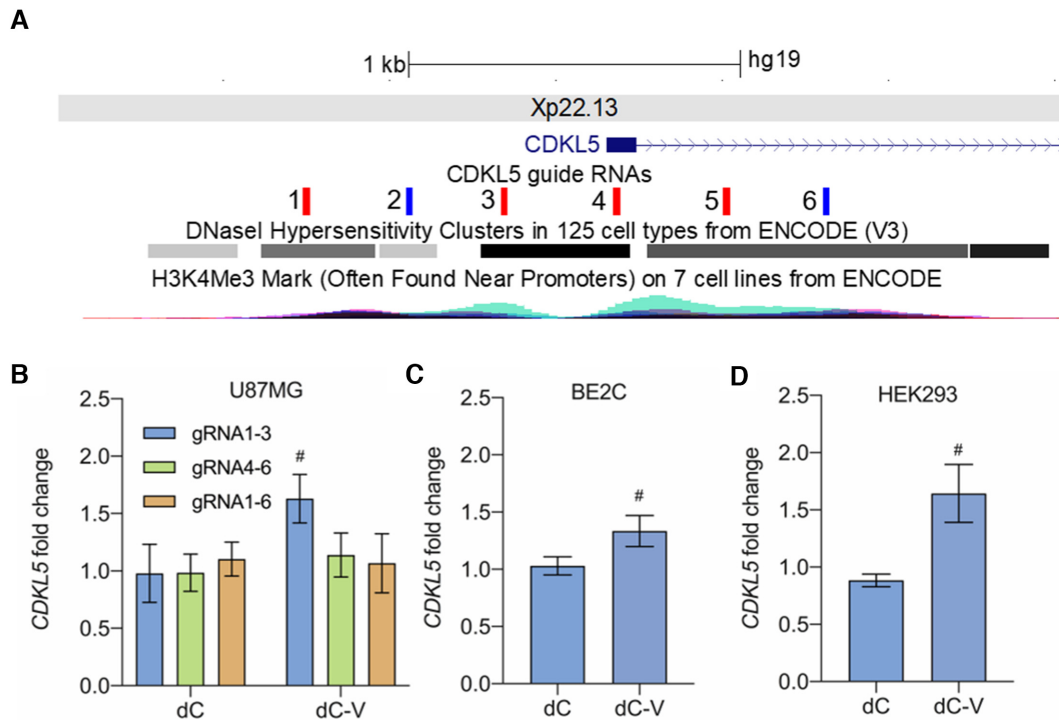 A
1 kb hg19
Xp22.13
CDKL5
CDKL5 guide RNAs
1 2 3 4 5 6
DNaseI Hypersensitivity Clusters in 125 cell types from ENCODE (V3)
H3K4Me3 Mark (Often Found Near Promoters) on 7 cell lines from ENCODE
B
U87MG
CDKL5 fold change
2.5
2.0
1.5
1.0
0.5
0.0
gRNA1-3
gRNA4-6
gRNA1-6
#
dC dC-V
C
BE2C
CDKL5 fold change
2.5
2.0
1.5
1.0
0.5
0.0
#
dC dC-V
D
HEK293
CDKL5 fold change
2.5
2.0
1.5
1.0
0.5
0.0
#
dC dC-V